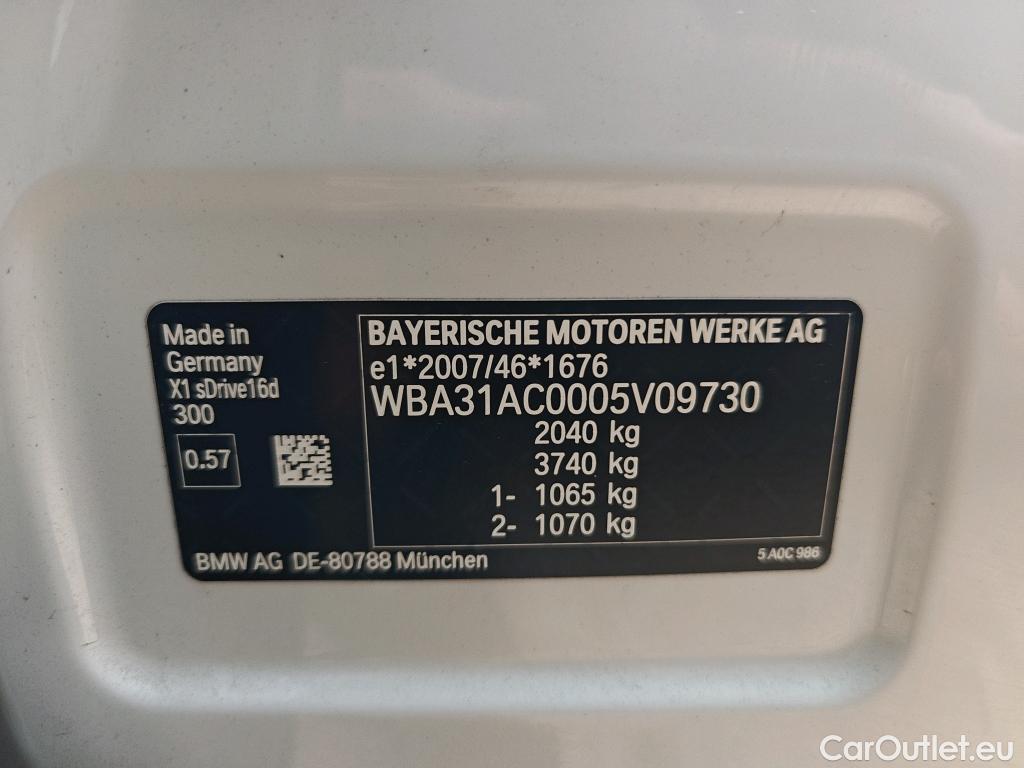 Made in
Germany
X1 sDrive16d
300
0.57
BAYERISCHE MOTOREN WERKE AG
e1*2007/46*1676
WBA31AC0005V09730
2040 kg
3740 kg
1- 1065 kg
2- 1070 kg
BMW AG DE-80788 München
5 A0C 986
CarOutlet.eu